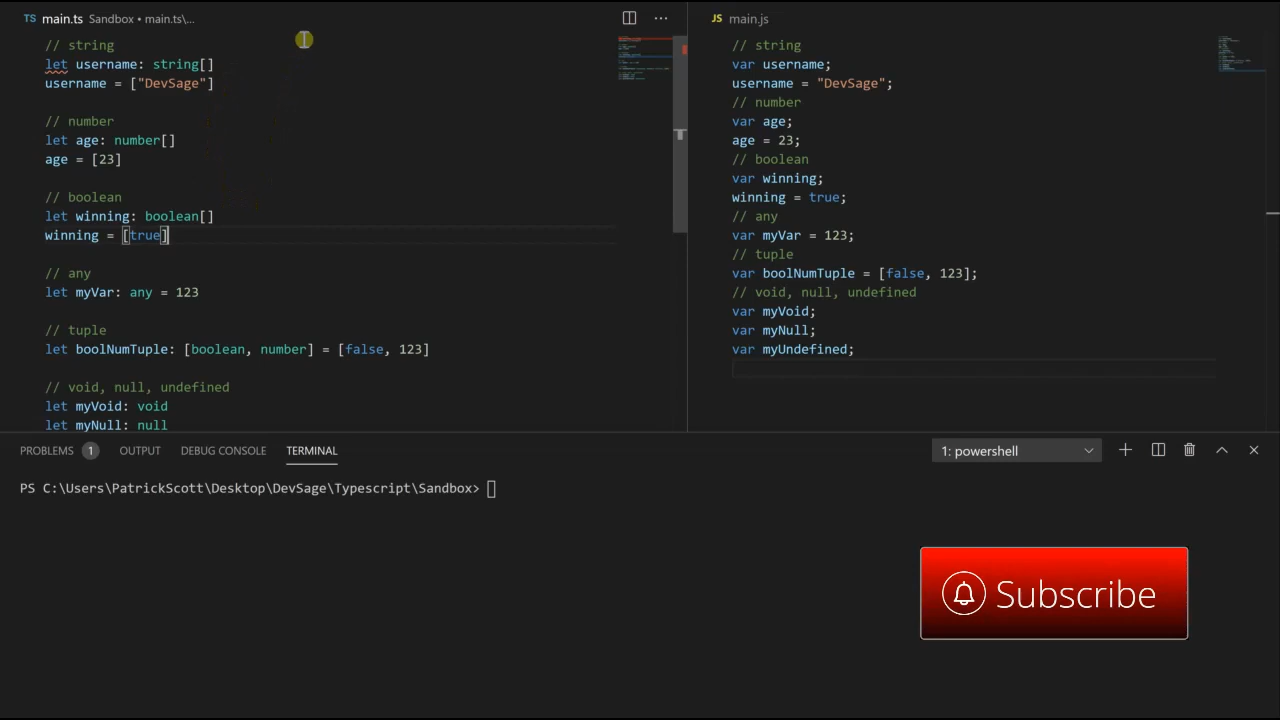 TS main.ts Sandbox • main.ts\...
// string
let username: string[]
username = ["DevSage"]
// number
let age: number[]
age = [23]
// boolean
let winning: boolean[]
winning = [true]
// any
let myVar: any = 123
// tuple
let boolNumTuple: [boolean, number] = [false, 123]
// void, null, undefined
let myVoid: void
let myNull: null
JS main.js
// string
var username;
username = "DevSage";
// number
var age;
age = 23;
// boolean
var winning;
winning = true;
// any
var myVar = 123;
// tuple
var boolNumTuple = [false, 123];
// void, null, undefined
var myVoid;
var myNull;
var myUndefined;
PROBLEMS 1 OUTPUT DEBUG CONSOLE TERMINAL 1: powershell
PS C:\Users\PatrickScott\Desktop\DevSage\Typescript\Sandbox>
Subscribe